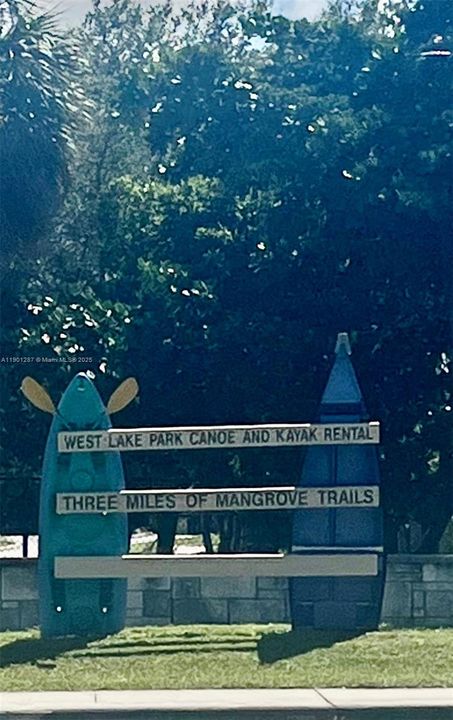 A11901287 © Miami MLS® 2025
WEST LAKE PARK CANOE AND KAYAK RENTAL
THREE MILES OF MANGROVE TRAILS